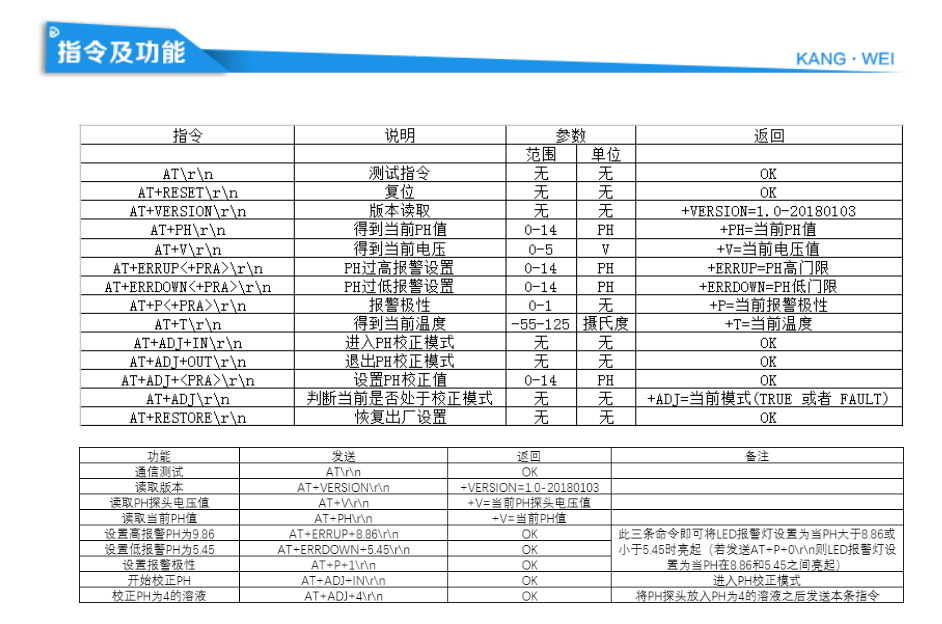 指令及功能
KANG · WEI
指令 说明 参数 返回
范围 单位
AT\r\n 测试指令 无 无 OK
AT+RESET\r\n 复位 无 无 OK
AT+VERSION\r\n 版本读取 无 无 +VERSION=1.0-20180103
AT+PH\r\n 得到当前PH值 0-14 PH +PH=当前PH值
AT+V\r\n 得到当前电压 0-5 V +V=当前电压值
AT+ERRUP<+PRA>\r\n PH过高报警设置 0-14 PH +ERRUP=PH高门限
AT+ERRDOWN<+PRA>\r\n PH过低报警设置 0-14 PH +ERRDOWN=PH低门限
AT+P<+PRA>\r\n 报警极性 0-1 无 +P=当前报警极性
AT+T\r\n 得到当前温度 -55-125 摄氏度 +T=当前温度
AT+ADJ+IN\r\n 进入PH校正模式 无 无 OK
AT+ADJ+OUT\r\n 退出PH校正模式 无 无 OK
AT+ADJ+<PRA>\r\n 设置PH校正值 0-14 PH OK
AT+ADJ\r\n 判断当前是否处于校正模式 无 无 +ADJ=当前模式(TRUE 或者 FAULT)
AT+RESTORE\r\n 恢复出厂设置 无 无 OK
功能 发送 返回 备注
通信测试 AT\r\n OK
读取版本 AT+VERSION\r\n +VERSION=1.0-20180103
读取PH探头电压值 AT+V\r\n +V=当前PH探头电压值
读取当前PH值 AT+PH\r\n +V=当前PH值
设置高报警PH为9.86 AT+ERRUP+8.86\r\n OK 此三条命令即可将LED报警灯设置为当PH大于8.86或
设置低报警PH为5.45 AT+ERRDOWN+5.45\r\n OK 小于5.45时亮起（若发送AT+P+0\r\n则LED报警灯设
设置报警极性 AT+P+1\r\n OK 置为当PH在8.86和5.45之间亮起）
开始校正PH AT+ADJ+IN\r\n OK 进入PH校正模式
校正PH为4的溶液 AT+ADJ+4\r\n OK 将PH探头放入PH为4的溶液之后发送本条指令